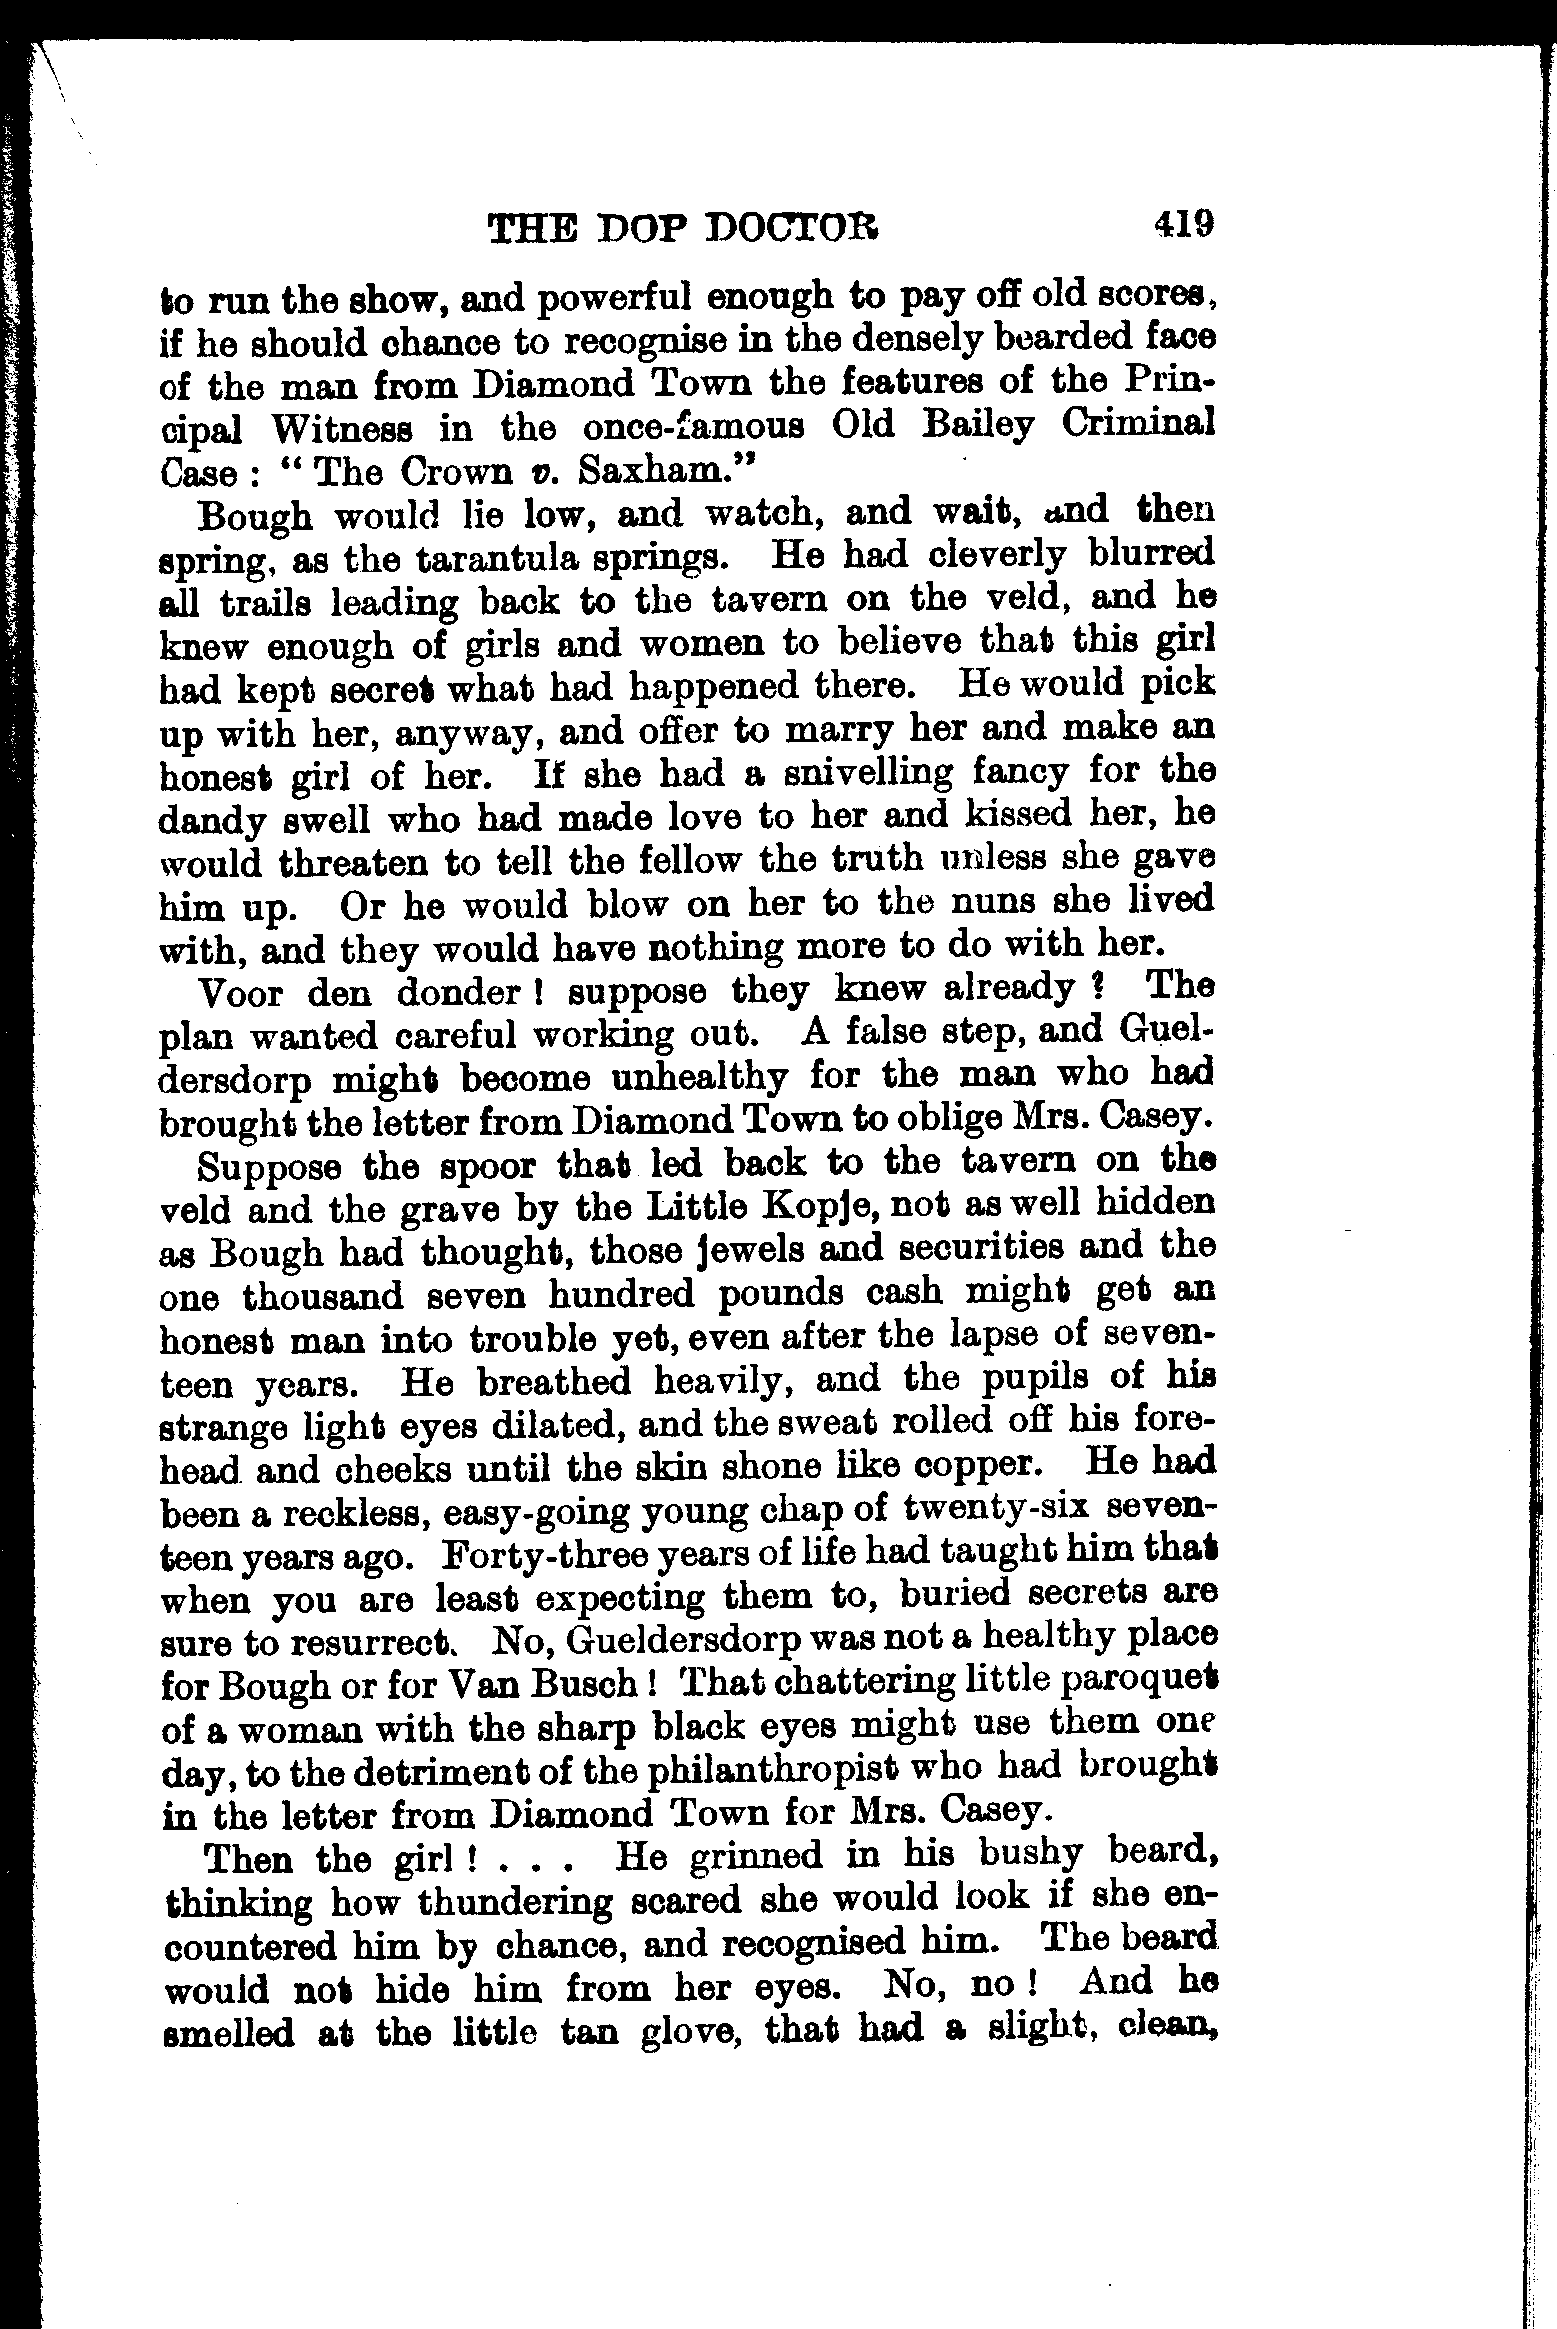 THE DOP DOCTOR 419
to run the show, and powerful enough to pay off old scores,
if he should chance to recognise in the densely bearded face
of the man from Diamond Town the features of the Prin-
cipal Witness in the once-famous Old Bailey Criminal
Case : “ The Crown v. Saxham.”
Bough would lie low, and watch, and wait, and then
spring, as the tarantula springs. He had cleverly blurred
all trails leading back to the tavern on the veld, and he
knew enough of girls and women to believe that this girl
had kept secret what had happened there. He would pick
up with her, anyway, and offer to marry her and make an
honest girl of her. If she had a snivelling fancy for the
dandy swell who had made love to her and kissed her, he
would threaten to tell the fellow the truth unless she gave
him up. Or he would blow on her to the nuns she lived
with, and they would have nothing more to do with her.
Voor den donder ! suppose they knew already ? The
plan wanted careful working out. A false step, and Guel-
dersdorp might become unhealthy for the man who had
brought the letter from Diamond Town to oblige Mrs. Casey.
Suppose the spoor that led back to the tavern on the
veld and the grave by the Little Kopje, not as well hidden
as Bough had thought, those jewels and securities and the
one thousand seven hundred pounds cash might get an
honest man into trouble yet, even after the lapse of seven-
teen years. He breathed heavily, and the pupils of his
strange light eyes dilated, and the sweat rolled off his fore-
head and cheeks until the skin shone like copper. He had
been a reckless, easy-going young chap of twenty-six seven-
teen years ago. Forty-three years of life had taught him that
when you are least expecting them to, buried secrets are
sure to resurrect. No, Gueldersdorp was not a healthy place
for Bough or for Van Busch ! That chattering little paroquet
of a woman with the sharp black eyes might use them one
day, to the detriment of the philanthropist who had brought
in the letter from Diamond Town for Mrs. Casey.
Then the girl ! . . . He grinned in his bushy beard,
thinking how thundering scared she would look if she en-
countered him by chance, and recognised him. The beard
would not hide him from her eyes. No, no ! And he
smelled at the little tan glove, that had a slight, clean,